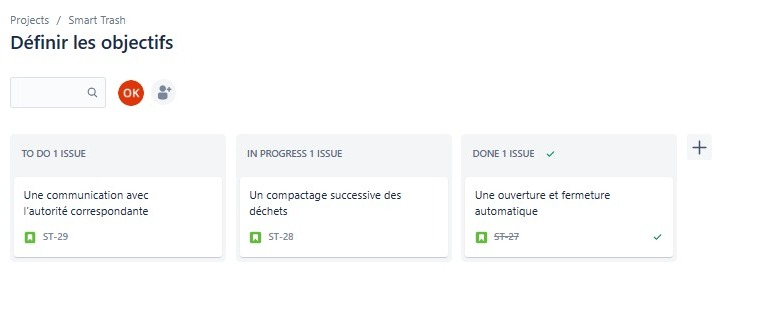 Projects / Smart Trash
Définir les objectifs
OK
TO DO 1 ISSUE
Une communication avec
l'autorité correspondante
ST-29
IN PROGRESS 1 ISSUE
Un compactage successive des
déchets
ST-28
DONE 1 ISSUE
Une ouverture et fermeture
automatique
ST-27